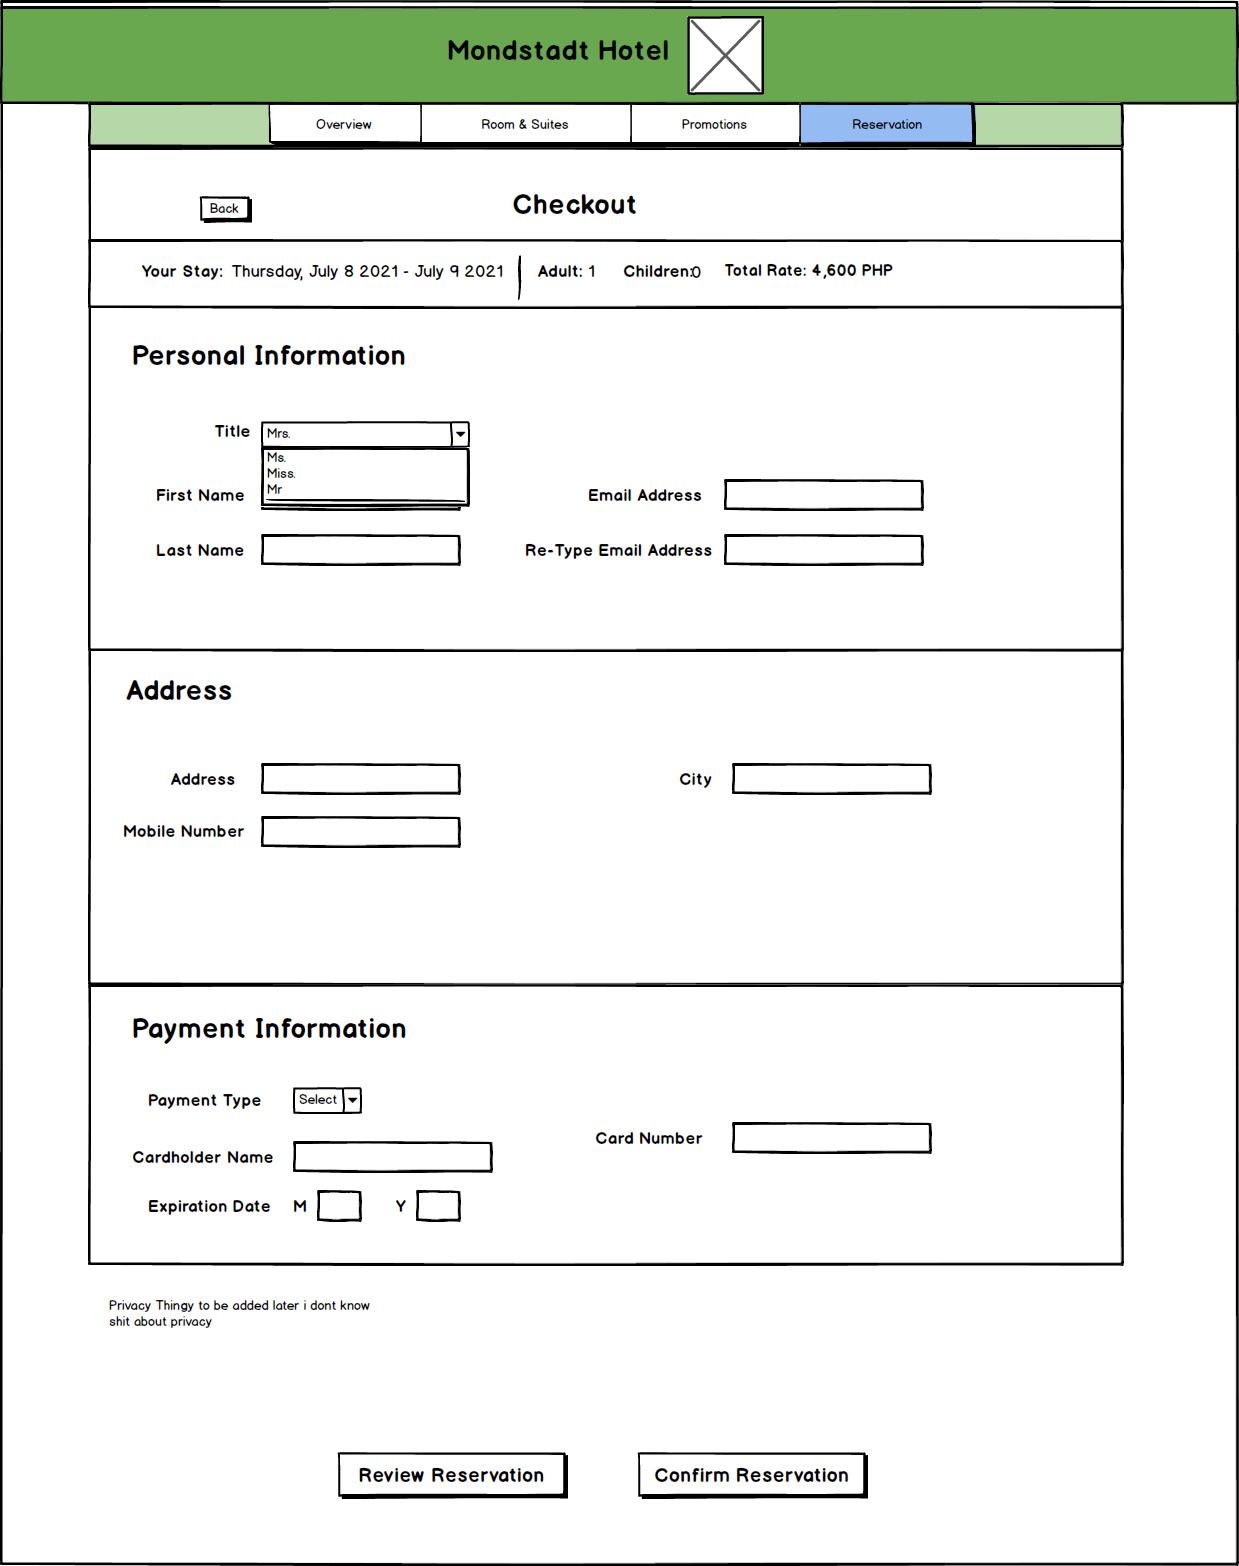 Mondstadt Hotel
Overview Room & Suites Promotions Reservation
Back Checkout
Your Stay: Thursday, July 8 2021 - July 9 2021 Adult: 1 Children:0 Total Rate: 4,600 PHP
Personal Information
Title Mrs.
Ms.
Miss.
Mr
First Name Email Address
Last Name Re-Type Email Address
Address
Address City
Mobile Number
Payment Information
Payment Type Select
Card Number
Cardholder Name
Expiration Date M Y
Privacy Thingy to be added later i dont know
shit about privacy
Review Reservation Confirm Reservation